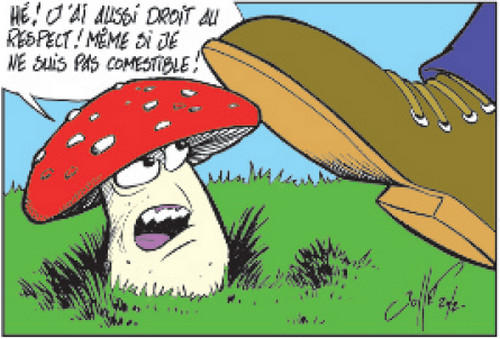 HÉ! J'AI AUSSI DROIT AU
RESPECT! MÊME SI JE
NE SUIS PAS COMESTIBLE!